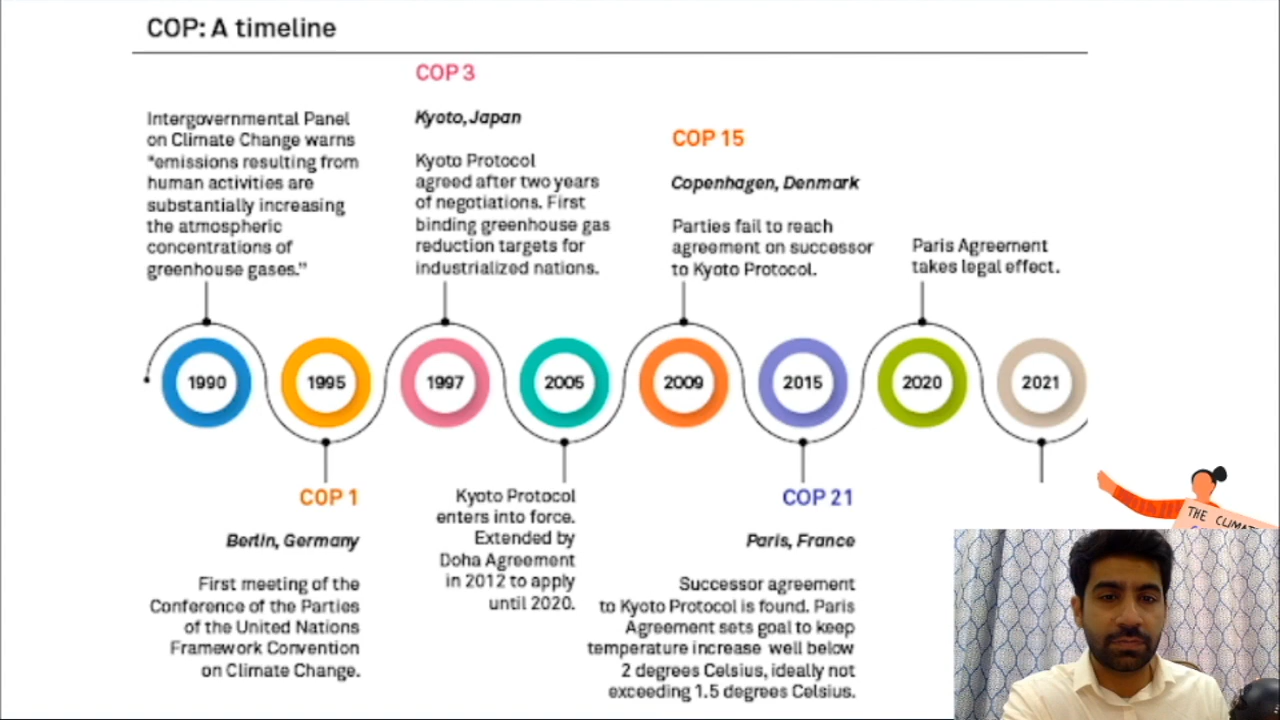 COP: A timeline
Intergovernmental Panel
on Climate Change warns
"emissions resulting from
human activities are
substantially increasing
the atmospheric
concentrations of
greenhouse gases."
COP 3
Kyoto, Japan
Kyoto Protocol
agreed after two years
of negotiations. First
binding greenhouse gas
reduction targets for
industrialized nations.
COP 15
Copenhagen, Denmark
Parties fail to reach
agreement on successor
to Kyoto Protocol.
Paris Agreement
takes legal effect.
1990
1995
1997
2005
2009
2015
2020
2021
COP 1
Berlin, Germany
First meeting of the
Conference of the Parties
of the United Nations
Framework Convention
on Climate Change.
Kyoto Protocol
enters into force.
Extended by
Doha Agreement
in 2012 to apply
until 2020.
COP 21
Paris, France
Successor agreement
to Kyoto Protocol is found. Paris
Agreement sets goal to keep
temperature increase well below
2 degrees Celsius, ideally not
exceeding 1.5 degrees Celsius.
THE CLIMAT